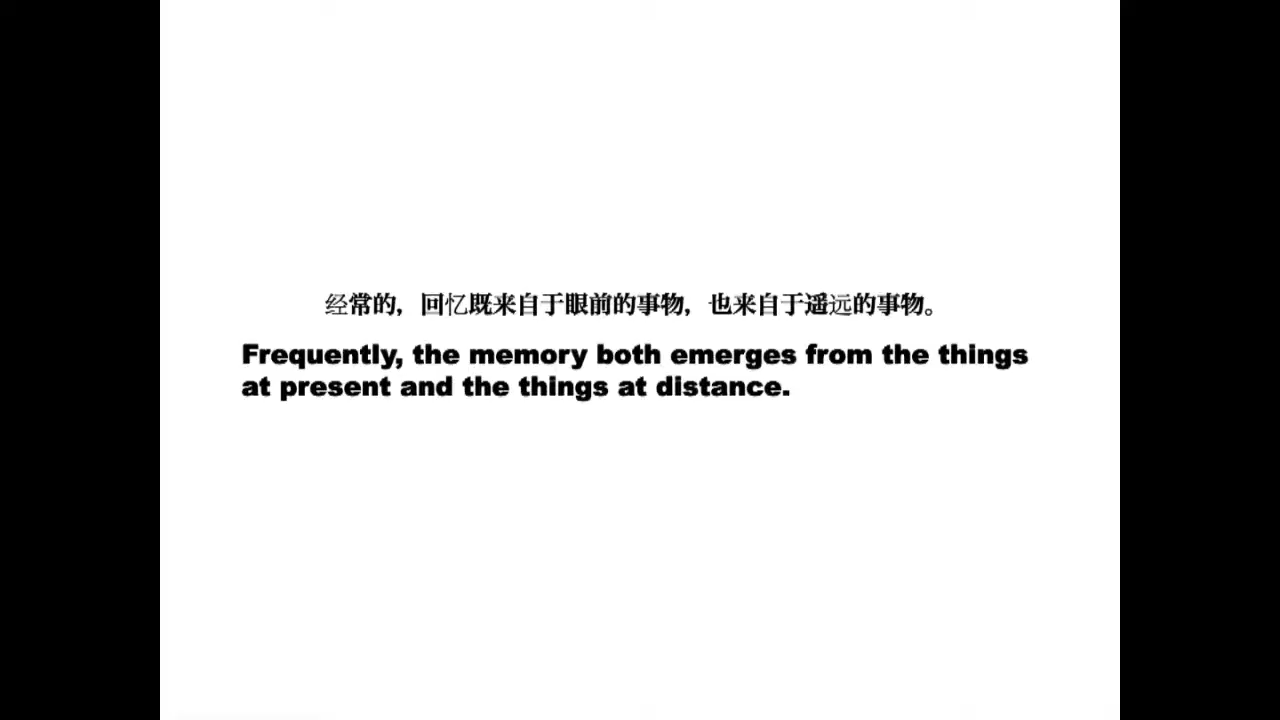 经常的，回忆既来自于眼前的事物，也来自于遥远的事物。
Frequently, the memory both emerges from the things
at present and the things at distance.